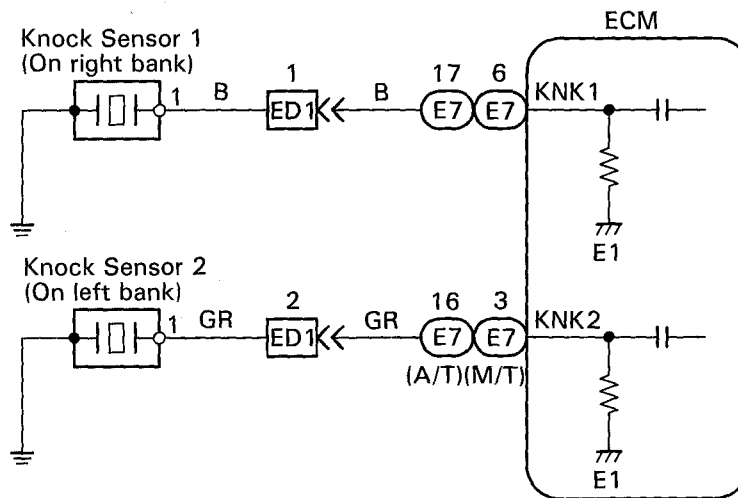 ECM
Knock Sensor 1
(On right bank)
1 B 1 ED1 B 17 E7 6 E7 KNK1
E1
Knock Sensor 2
(On left bank)
1 GR 2 ED1 GR 16 E7 3 E7 KNK2
(A/T)(M/T)
E1